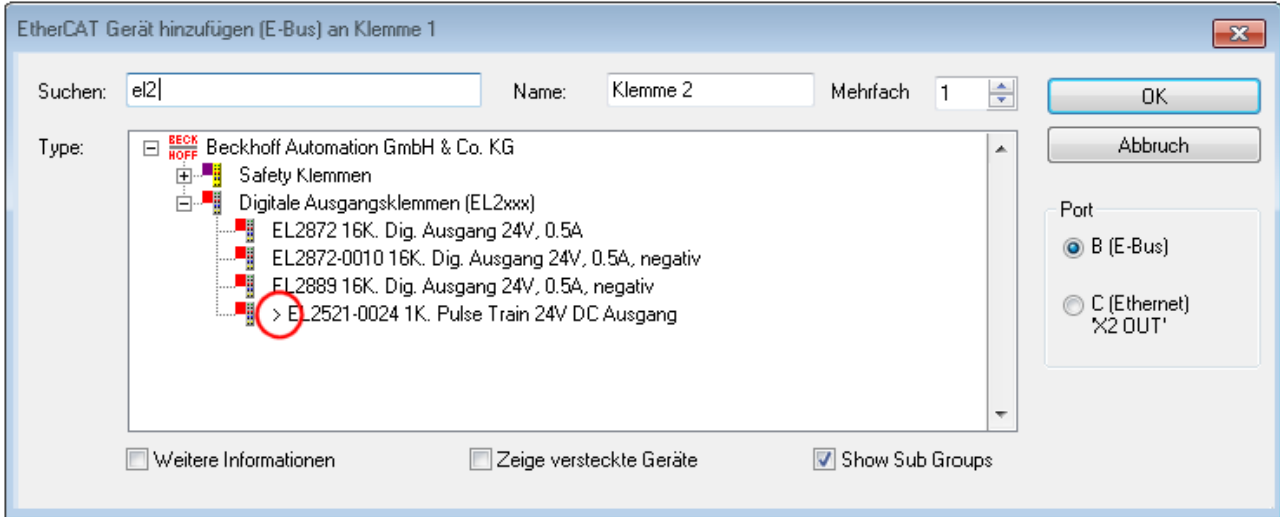 EtherCAT Gerät hinzufügen (E-Bus) an Klemme 1
Suchen: el2 Name: Klemme 2 Mehrfach 1 OK
Type: BECKHOFF Beckhoff Automation GmbH & Co. KG Abbruch
Safety Klemmen
Digitale Ausgangsklemmen (EL2xxx)
EL2872 16K. Dig. Ausgang 24V, 0.5A
EL2872-0010 16K. Dig. Ausgang 24V, 0.5A, negativ
EL2889 16K. Dig. Ausgang 24V, 0.5A, negativ
> EL2521-0024 1K. Pulse Train 24V DC Ausgang
Port
B (E-Bus)
C (Ethernet)
'X2 OUT'
Weitere Informationen Zeige versteckte Geräte Show Sub Groups